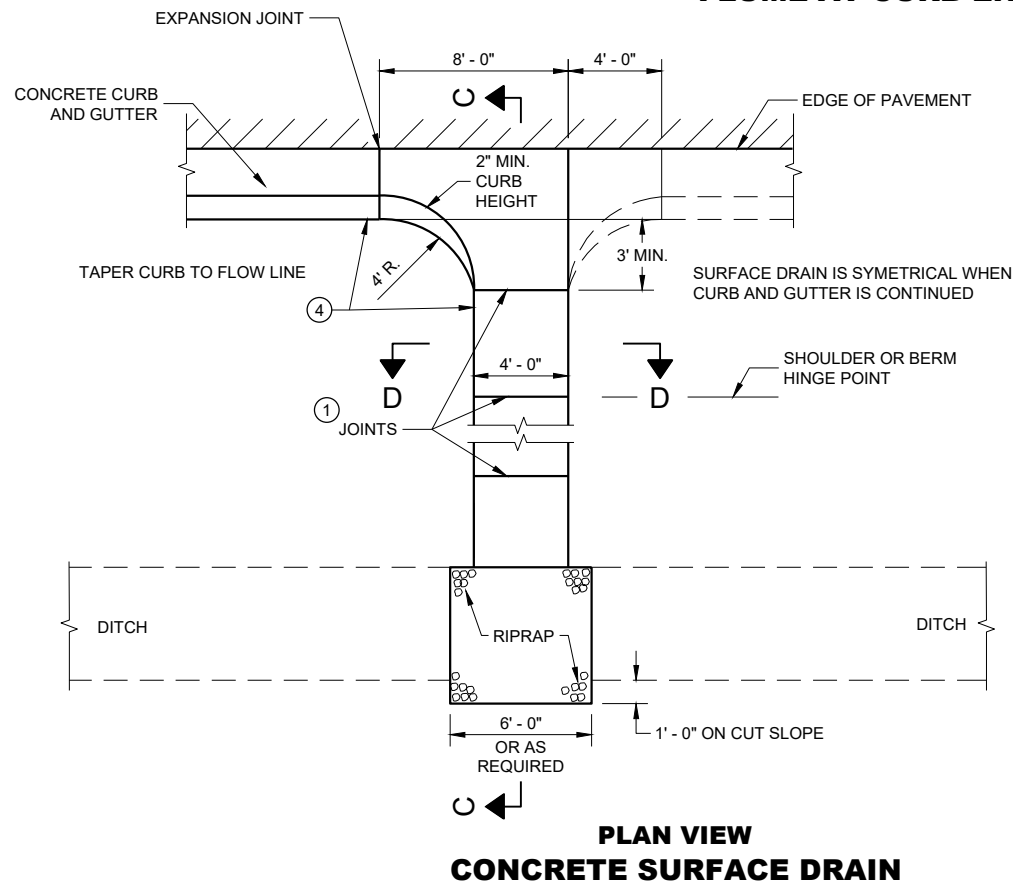 EXPANSION JOINT
8' - 0"
4' - 0"
C
CONCRETE CURB
AND GUTTER
EDGE OF PAVEMENT
2" MIN.
CURB
HEIGHT
TAPER CURB TO FLOW LINE
4' R.
3' MIN.
SURFACE DRAIN IS SYMETRICAL WHEN
CURB AND GUTTER IS CONTINUED
4
D
4' - 0"
D
SHOULDER OR BERM
HINGE POINT
1
JOINTS
DITCH
RIPRAP
DITCH
6' - 0"
OR AS
REQUIRED
1' - 0" ON CUT SLOPE
C
PLAN VIEW
CONCRETE SURFACE DRAIN